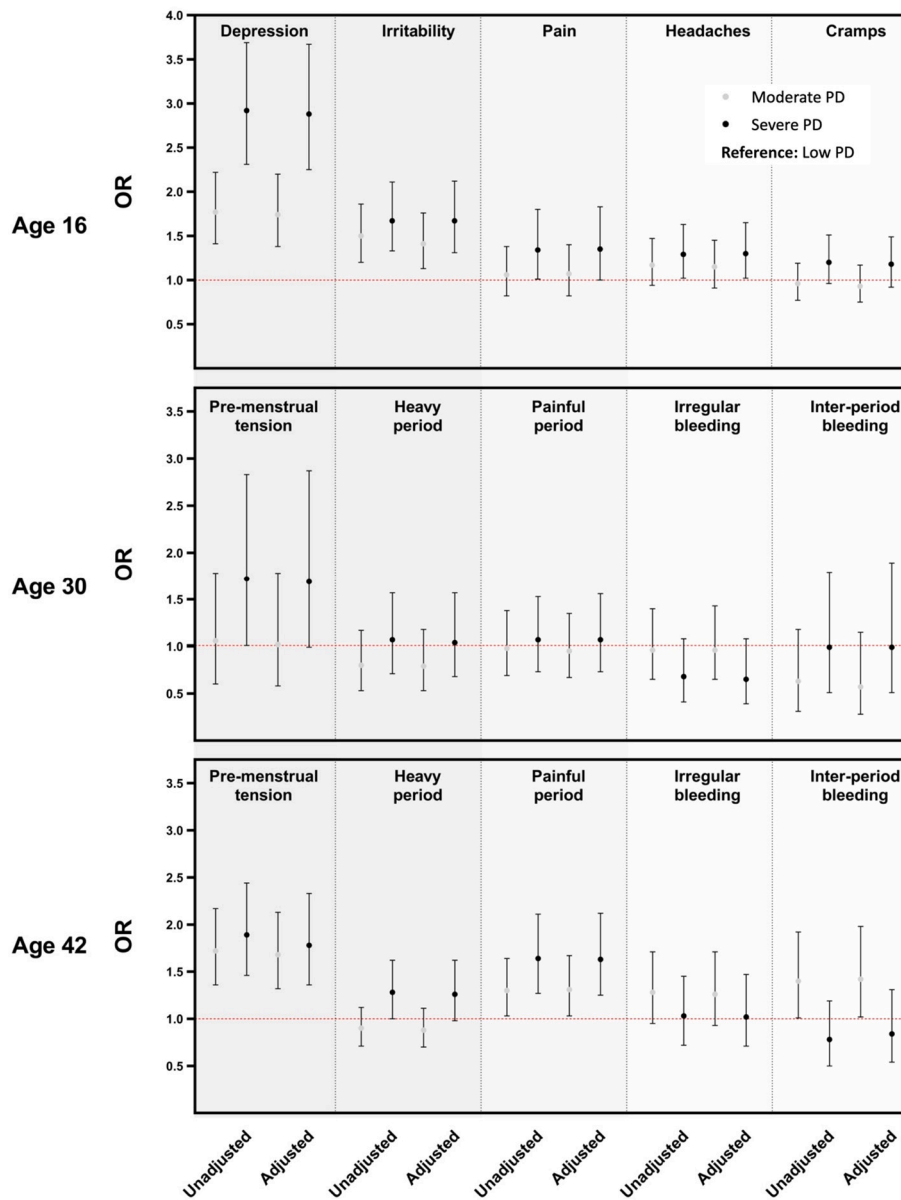 4.0
Depression Irritability Pain Headaches Cramps
3.5
Moderate PD
3.0
Severe PD
Reference: Low PD
2.5
OR
2.0
Age 16
1.5
1.0
0.5
Pre-menstrual tension Heavy period Painful period Irregular bleeding Inter-period bleeding
3.5
3.0
2.5
OR
2.0
Age 30
1.5
1.0
0.5
Pre-menstrual tension Heavy period Painful period Irregular bleeding Inter-period bleeding
3.5
3.0
2.5
OR
2.0
Age 42
1.5
1.0
0.5
Unadjusted Adjusted Unadjusted Adjusted Unadjusted Adjusted Unadjusted Adjusted Unadjusted Adjusted